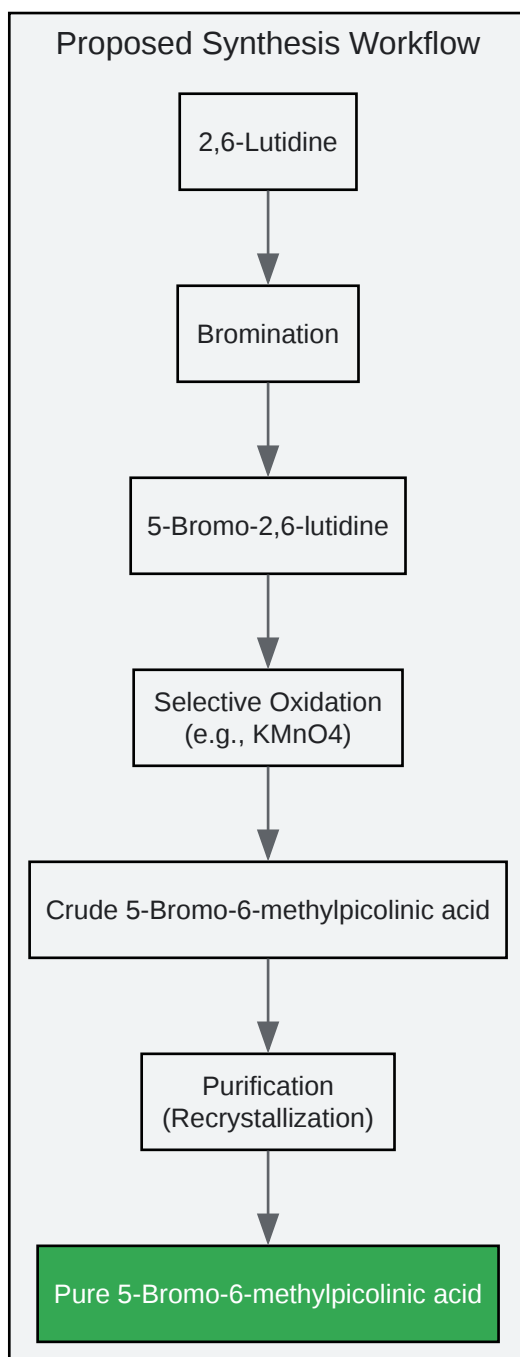 Proposed Synthesis Workflow
2,6-Lutidine
Bromination
5-Bromo-2,6-lutidine
Selective Oxidation
(e.g., KMnO4)
Crude 5-Bromo-6-methylpicolinic acid
Purification
(Recrystallization)
Pure 5-Bromo-6-methylpicolinic acid